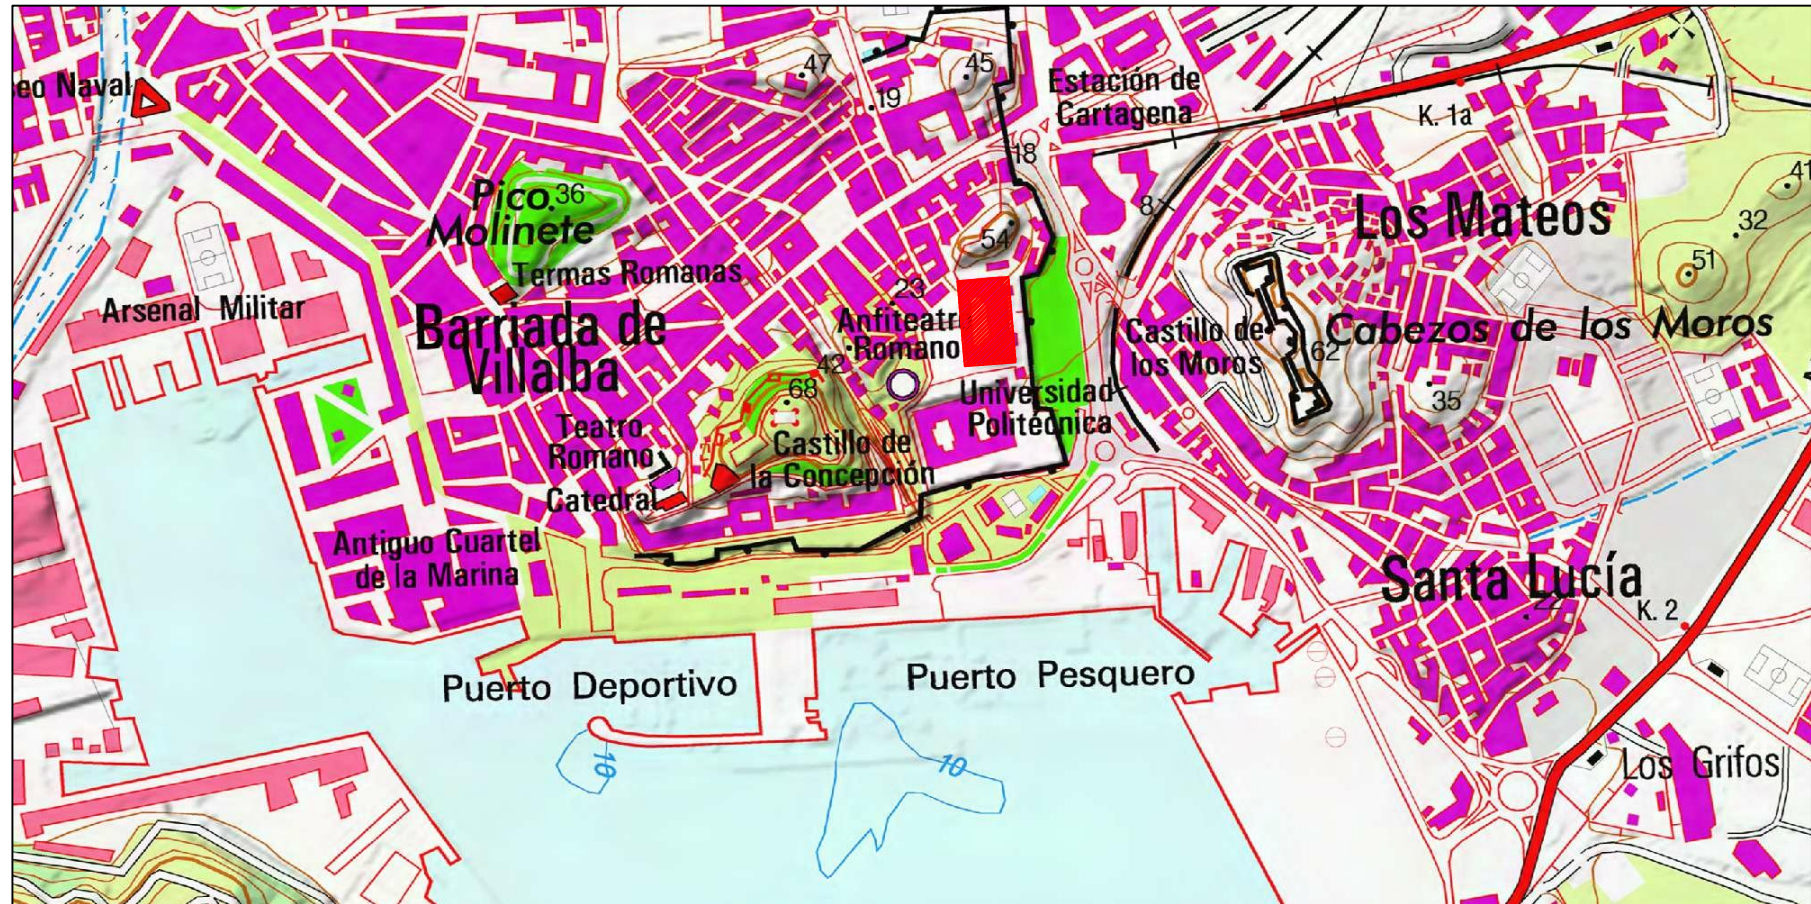 47
45
Estación de
Cartagena
eo Naval
19
K. 1a
18
41
Pico
36
Molinete
8
Los Mateos
32
54
51
Termas Romanas
23
Arsenal Militar
Barriada de
Villalba
Anfiteatr
Romano
Castillo de
los Moros
62
Cabezos de los Moros
42
68
Universidad
Politécnica
35
Teatro
Romano
Castillo de
la Concepción
Catedral
Antiguo Cuartel
de la Marina
Santa Lucía
22
K. 2
Puerto Deportivo
Puerto Pesquero
10
10
Los Grifos